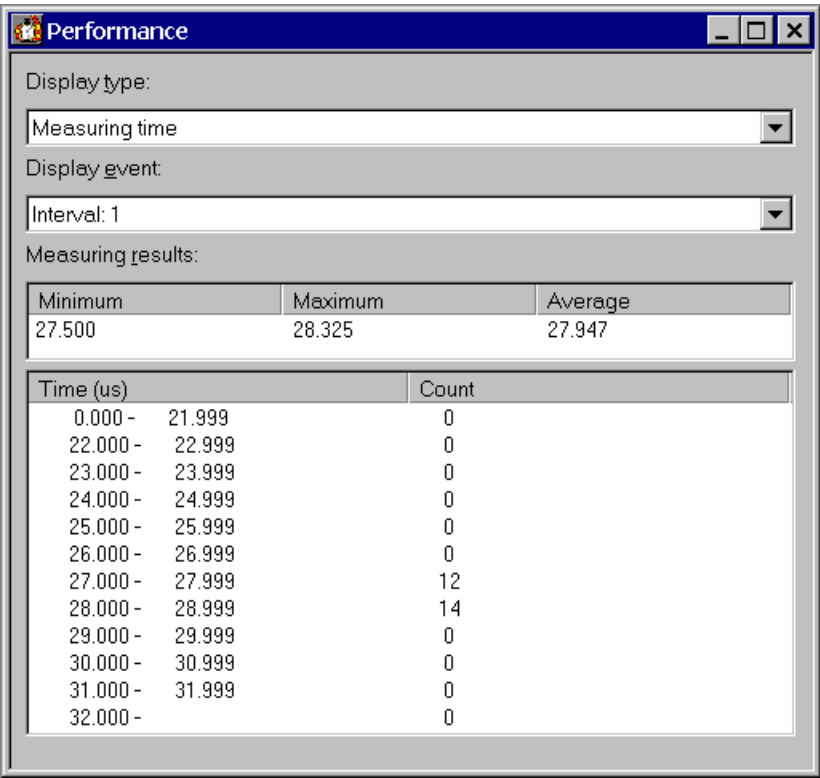 Performance
Display type:
Measuring time
Display event:
Interval: 1
Measuring results:
Minimum Maximum Average
27.500 28.325 27.947
Time (us) Count
0.000 - 21.999 0
22.000 - 22.999 0
23.000 - 23.999 0
24.000 - 24.999 0
25.000 - 25.999 0
26.000 - 26.999 0
27.000 - 27.999 12
28.000 - 28.999 14
29.000 - 29.999 0
30.000 - 30.999 0
31.000 - 31.999 0
32.000 - 0